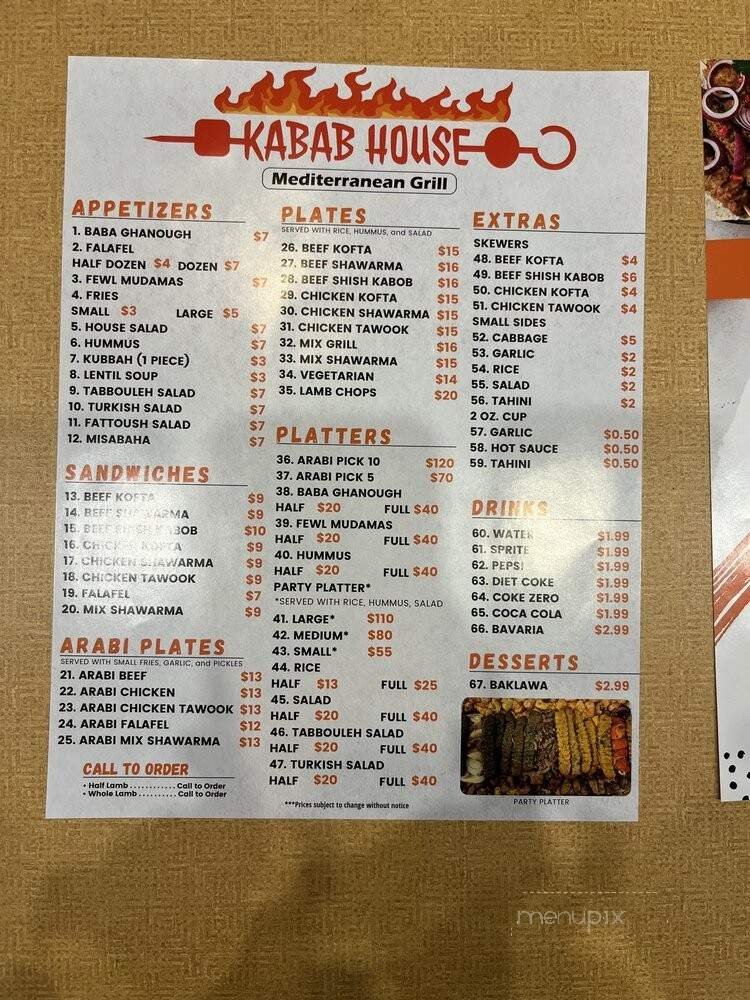 KABAB HOUSE
Mediterranean Grill
APPETIZERS
1. BABA GHANOUGH $7
2. FALAFEL
HALF DOZEN $4 DOZEN $7
3. FEWL MUDAMAS $7
4. FRIES
SMALL $3 LARGE $5
5. HOUSE SALAD $7
6. HUMMUS $7
7. KUBBAH (1 PIECE) $3
8. LENTIL SOUP $3
9. TABBOULEH SALAD $7
10. TURKISH SALAD $7
11. FATTOUSH SALAD $7
12. MISABAHA $7
SANDWICHES
13. BEEF KOFTA $9
14. BEEF SHAWARMA $9
15. BEEF SHISH KABOB $10
16. CHICKEN KOFTA $9
17. CHICKEN SHAWARMA $9
18. CHICKEN TAWOOK $9
19. FALAFEL $7
20. MIX SHAWARMA $9
ARABI PLATES
SERVED WITH SMALL FRIES, GARLIC, and PICKLES
21. ARABI BEEF $13
22. ARABI CHICKEN $13
23. ARABI CHICKEN TAWOOK $13
24. ARABI FALAFEL $12
25. ARABI MIX SHAWARMA $13
CALL TO ORDER
• Half Lamb ............ Call to Order
• Whole Lamb .......... Call to Order
PLATES
SERVED WITH RICE, HUMMUS, and SALAD
26. BEEF KOFTA $15
27. BEEF SHAWARMA $16
28. BEEF SHISH KABOB $16
29. CHICKEN KOFTA $15
30. CHICKEN SHAWARMA $15
31. CHICKEN TAWOOK $15
32. MIX GRILL $16
33. MIX SHAWARMA $15
34. VEGETARIAN $14
35. LAMB CHOPS $20
PLATTERS
36. ARABI PICK 10 $120
37. ARABI PICK 5 $70
38. BABA GHANOUGH
HALF $20 FULL $40
39. FEWL MUDAMAS
HALF $20 FULL $40
40. HUMMUS
HALF $20 FULL $40
PARTY PLATTER*
*SERVED WITH RICE, HUMMUS, SALAD
41. LARGE* $110
42. MEDIUM* $80
43. SMALL* $55
44. RICE
HALF $13 FULL $25
45. SALAD
HALF $20 FULL $40
46. TABBOULEH SALAD
HALF $20 FULL $40
47. TURKISH SALAD
HALF $20 FULL $40
***Prices subject to change without notice
EXTRAS
SKEWERS
48. BEEF KOFTA $4
49. BEEF SHISH KABOB $6
50. CHICKEN KOFTA $4
51. CHICKEN TAWOOK $4
SMALL SIDES
52. CABBAGE $5
53. GARLIC $2
54. RICE $2
55. SALAD $2
56. TAHINI $2
2 OZ. CUP
57. GARLIC $0.50
58. HOT SAUCE $0.50
59. TAHINI $0.50
DRINKS
60. WATER $1.99
61. SPRITE $1.99
62. PEPSI $1.99
63. DIET COKE $1.99
64. COKE ZERO $1.99
65. COCA COLA $1.99
66. BAVARIA $2.99
DESSERTS
67. BAKLAWA $2.99
PARTY PLATTER
menupix